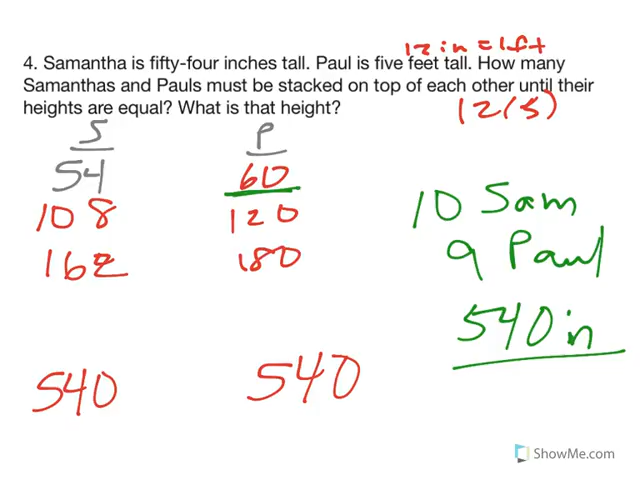 12 in = 1 ft
4. Samantha is fifty-four inches tall. Paul is five feet tall. How many
Samanthas and Pauls must be stacked on top of each other until their
heights are equal? What is that height?
12(5)
S P
54 60
108 120
162 180
10 Sam
9 Paul
540 in
540 540
ShowMe.com